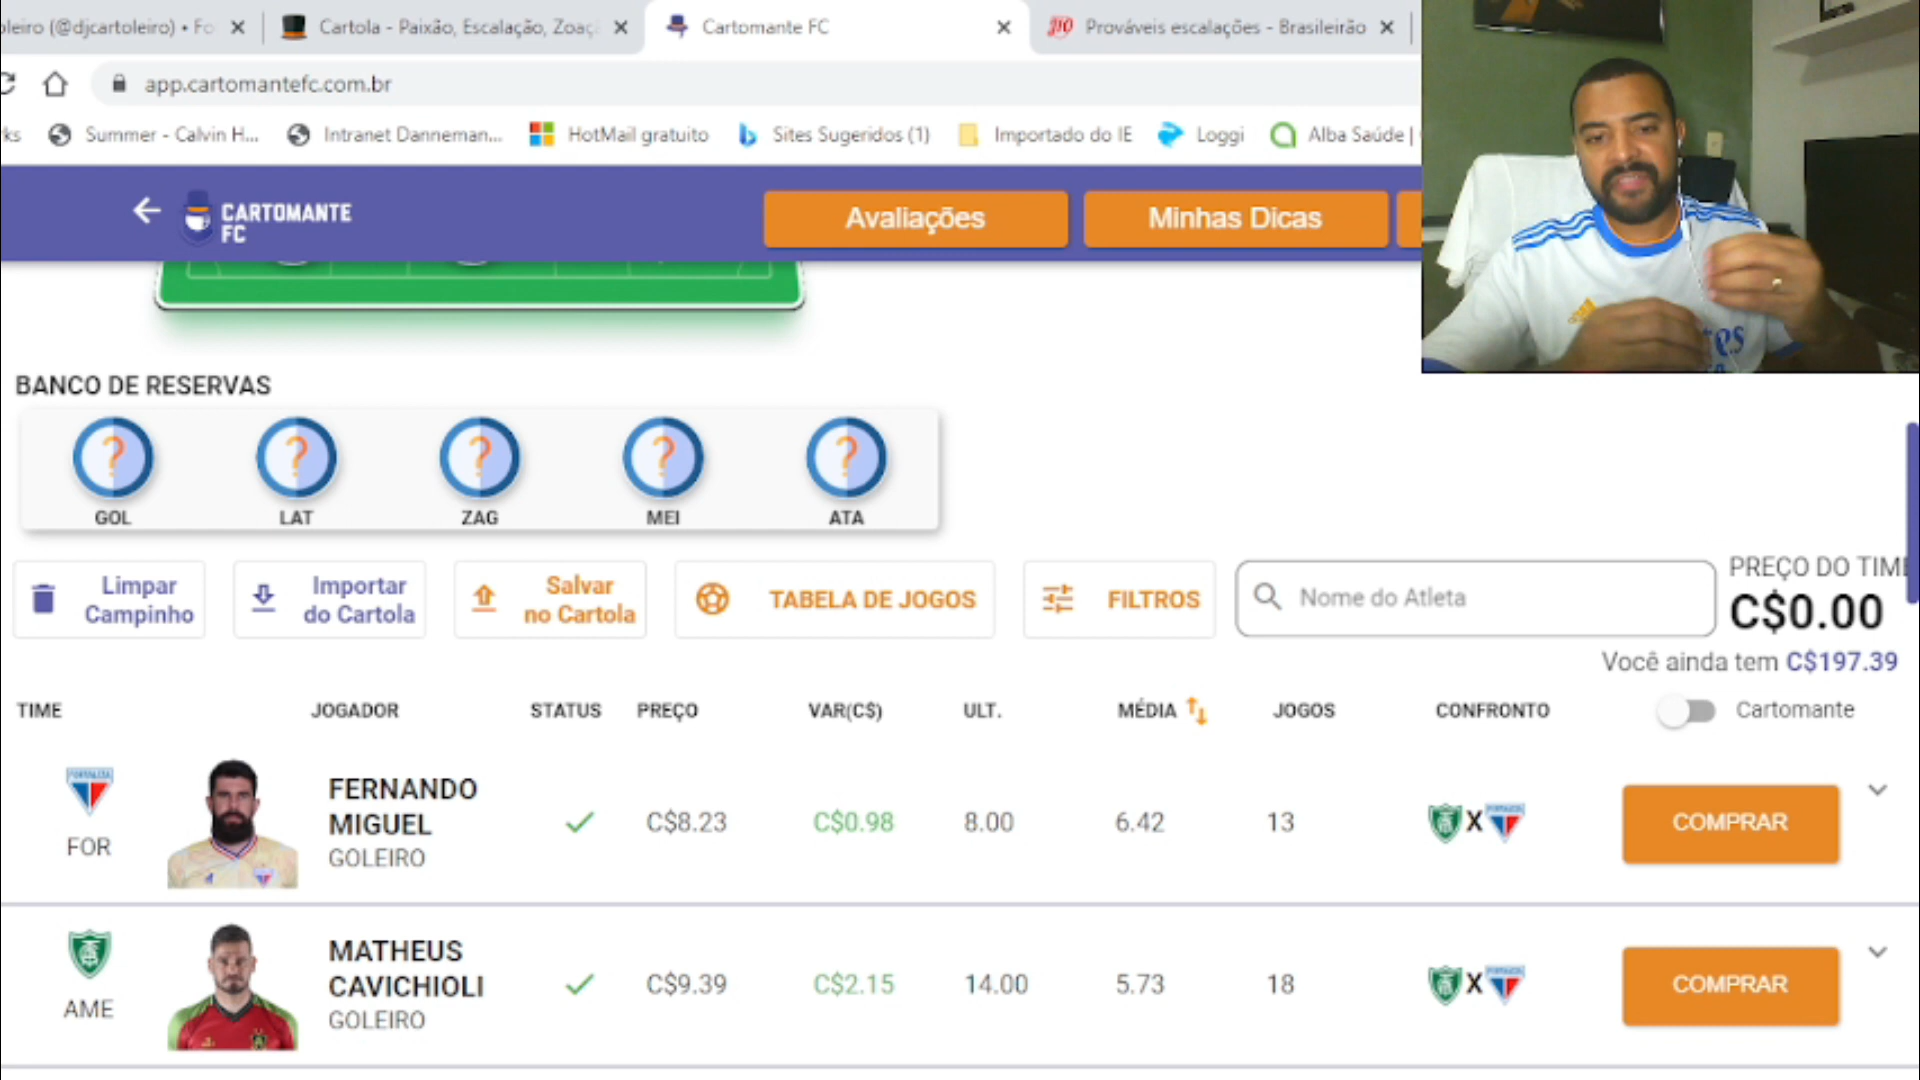 oleiro (@djcartoleiro) • Fo
Cartola - Paixão, Escalação, Zoaç
Cartomante FC
Prováveis escalações - Brasileirão
app.cartomantefc.com.br
ks
Summer - Calvin H...
Intranet Danneman...
HotMail gratuito
Sites Sugeridos (1)
Importado do IE
Loggi
Alba Saúde |
CARTOMANTE
FC
Avaliações
Minhas Dicas
BANCO DE RESERVAS
? ? ? ? ?
GOL LAT ZAG MEI ATA
Limpar
Campinho
Importar
do Cartola
Salvar
no Cartola
TABELA DE JOGOS
FILTROS
Nome do Atleta
PREÇO DO TIME
C$0.00
Você ainda tem C$197.39
TIME JOGADOR STATUS PREÇO VAR(C$) ULT. MÉDIA JOGOS CONFRONTO Cartomante
FOR
FERNANDO
MIGUEL
GOLEIRO
C$8.23 C$0.98 8.00 6.42 13 X COMPRAR
AME
MATHEUS
CAVICHIOLI
GOLEIRO
C$9.39 C$2.15 14.00 5.73 18 X COMPRAR